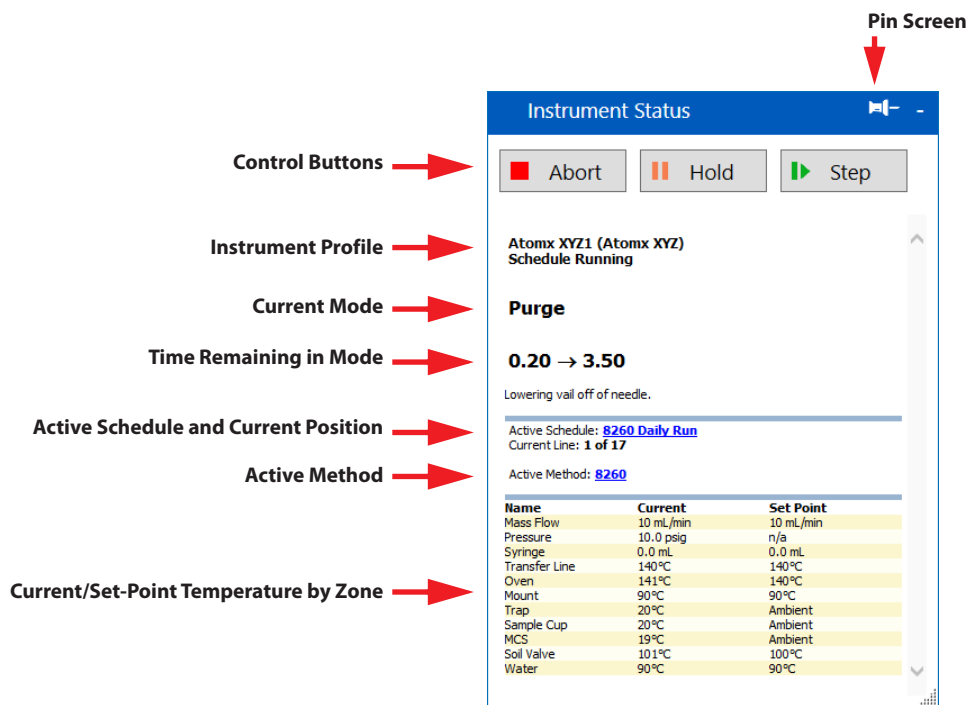 Pin Screen
Instrument Status
Control Buttons
Abort Hold Step
Instrument Profile
Atomx XYZ1 (Atomx XYZ)
Schedule Running
Current Mode
Purge
Time Remaining in Mode
0.20 → 3.50
Lowering vail off of needle.
Active Schedule and Current Position
Active Schedule: 8260 Daily Run
Current Line: 1 of 17
Active Method
Active Method: 8260
Name Current Set Point
Mass Flow 10 mL/min 10 mL/min
Pressure 10.0 psig n/a
Syringe 0.0 mL 0.0 mL
Transfer Line 140°C 140°C
Current/Set-Point Temperature by Zone
Oven 141°C 140°C
Mount 90°C 90°C
Trap 20°C Ambient
Sample Cup 20°C Ambient
MCS 19°C Ambient
Soil Valve 101°C 100°C
Water 90°C 90°C